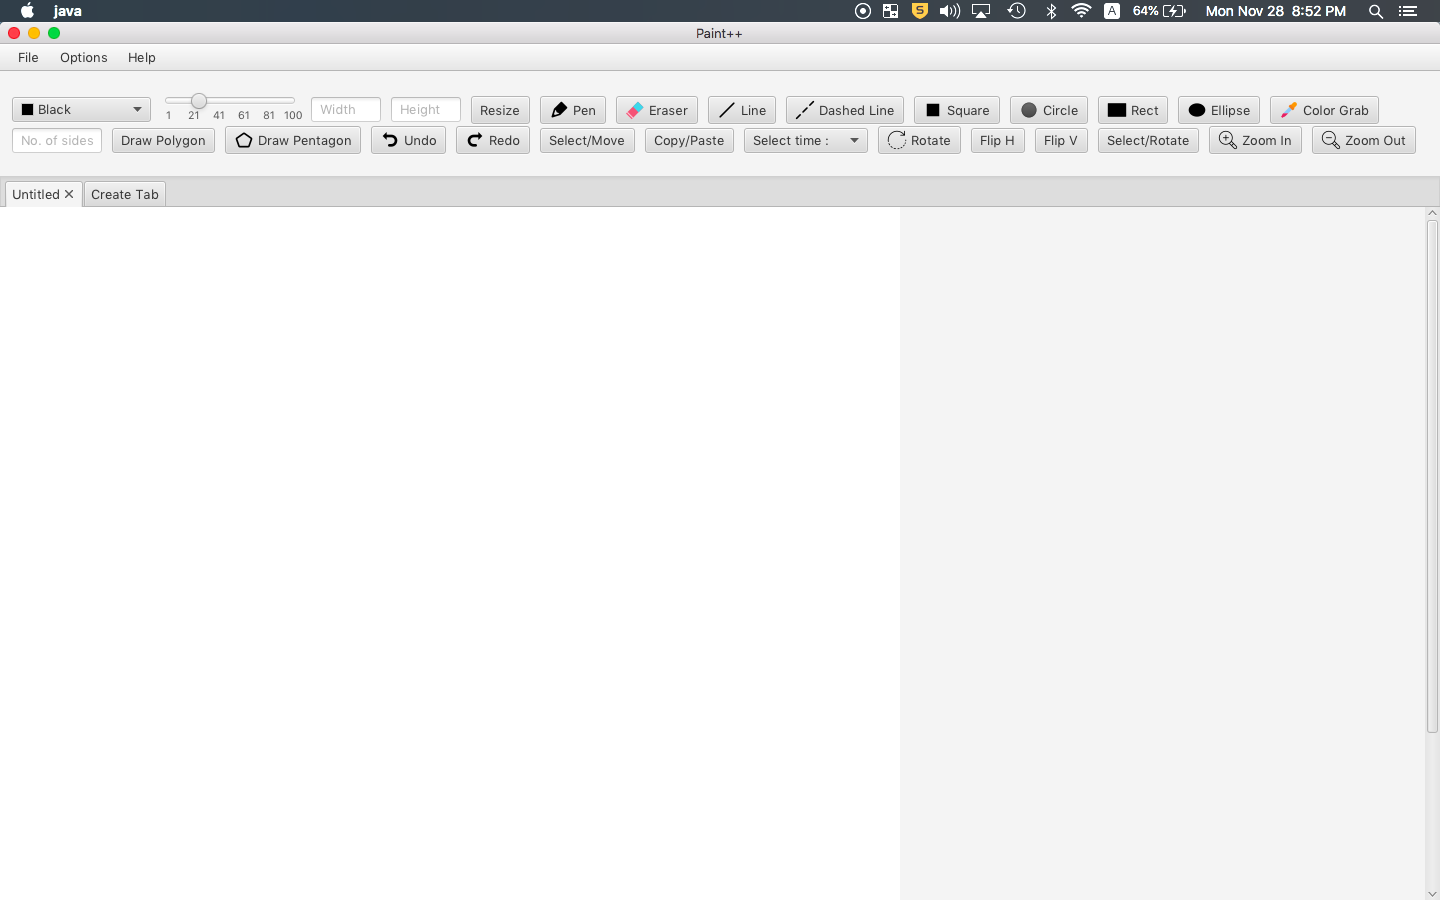 java 64% Mon Nov 28 8:52 PM
Paint++
File Options Help
Black 1 21 41 61 81 100 Width Height Resize Pen Eraser Line Dashed Line Square Circle Rect Ellipse Color Grab
No. of sides Draw Polygon Draw Pentagon Undo Redo Select/Move Copy/Paste Select time : Rotate Flip H Flip V Select/Rotate Zoom In Zoom Out
Untitled Create Tab